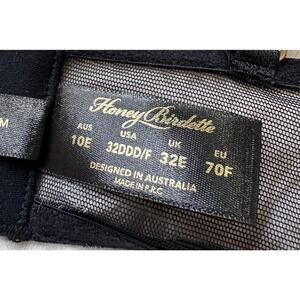 Honey Birdette
AUS USA UK EU
10E 32DDD/F 32E 70F
DESIGNED IN AUSTRALIA
MADE IN P.R.C
M